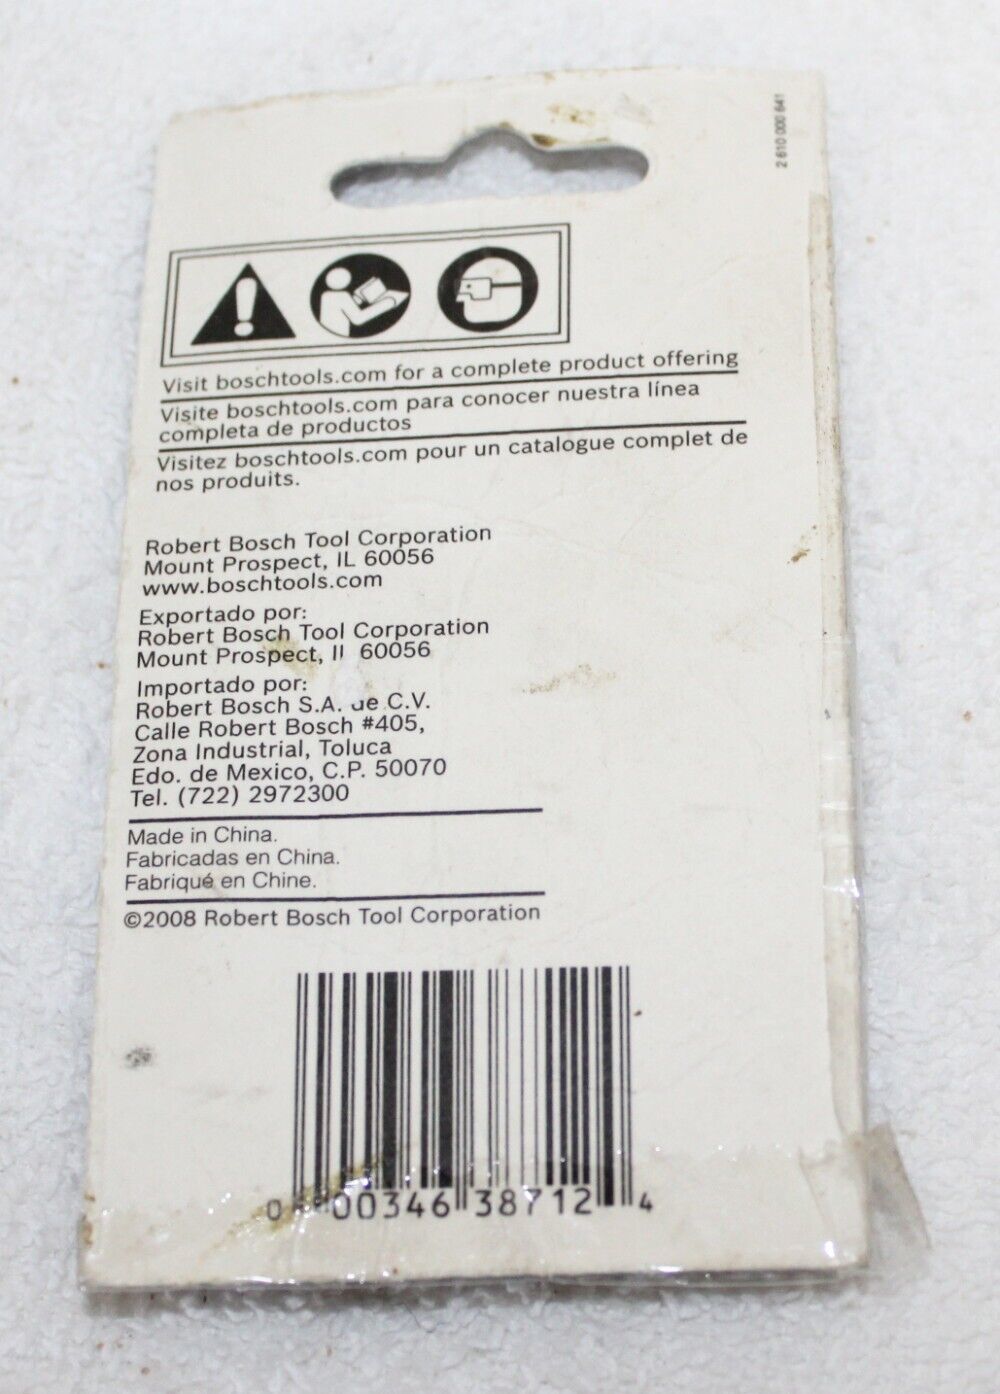 2 610 000 641
Visit boschtools.com for a complete product offering
Visite boschtools.com para conocer nuestra línea
completa de productos
Visitez boschtools.com pour un catalogue complet de
nos produits.
Robert Bosch Tool Corporation
Mount Prospect, IL 60056
www.boschtools.com
Exportado por:
Robert Bosch Tool Corporation
Mount Prospect, Il 60056
Importado por:
Robert Bosch S.A. de C.V.
Calle Robert Bosch #405,
Zona Industrial, Toluca
Edo. de Mexico, C.P. 50070
Tel. (722) 2972300
Made in China.
Fabricadas en China.
Fabriqué en Chine.
©2008 Robert Bosch Tool Corporation
0 00346 38712 4